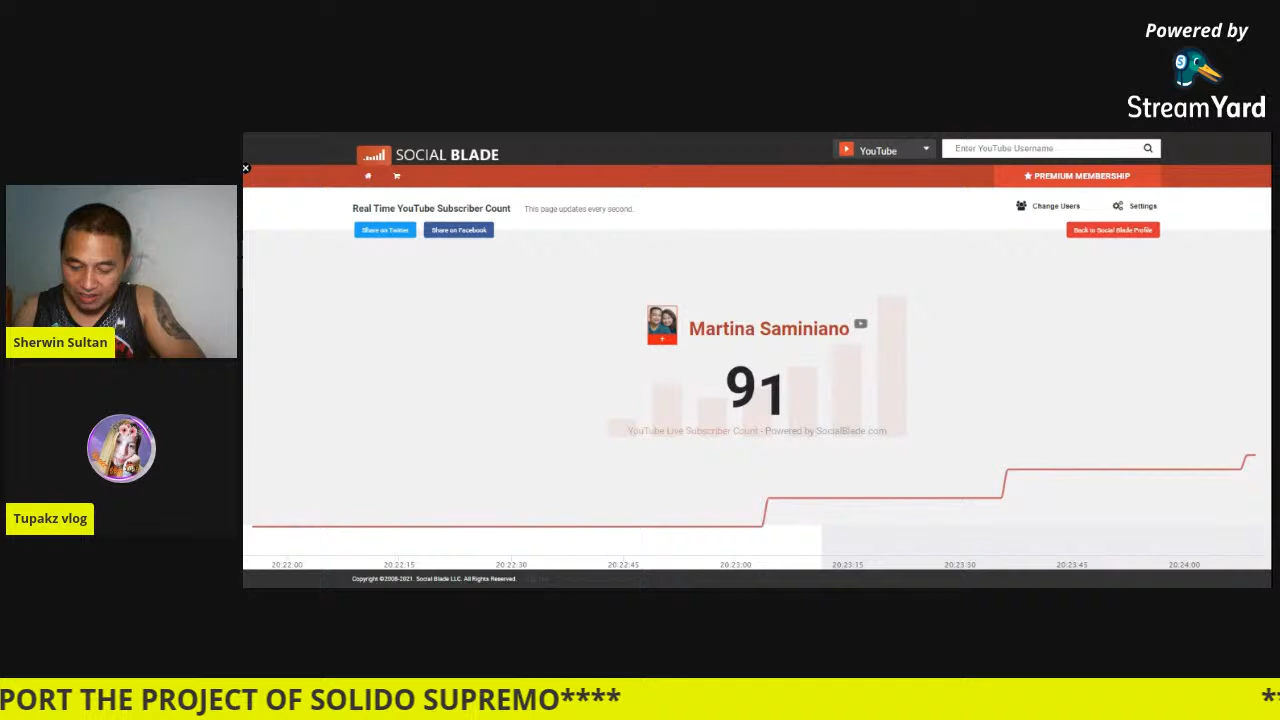 Powered by
StreamYard
SOCIAL BLADE
YouTube
Enter YouTube Username
PREMIUM MEMBERSHIP
Real Time YouTube Subscriber Count
This page updates every second.
Change Users
Settings
Share on Twitter
Share on Facebook
Back to Social Blade Profile
Martina Saminiano
91
YouTube Live Subscriber Count - Powered by SocialBlade.com
20:22:00 20:22:15 20:22:30 20:22:45 20:23:00 20:23:15 20:23:30 20:23:45 20:24:00
Copyright ©2008-2021 Social Blade LLC. All Rights Reserved.
Sherwin Sultan
Tupakz vlog
PORT THE PROJECT OF SOLIDO SUPREMO**** **